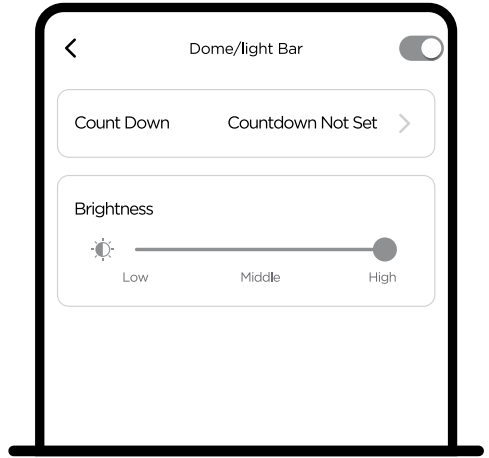 Dome/light Bar
Count Down Countdown Not Set
Brightness
Low Middle High